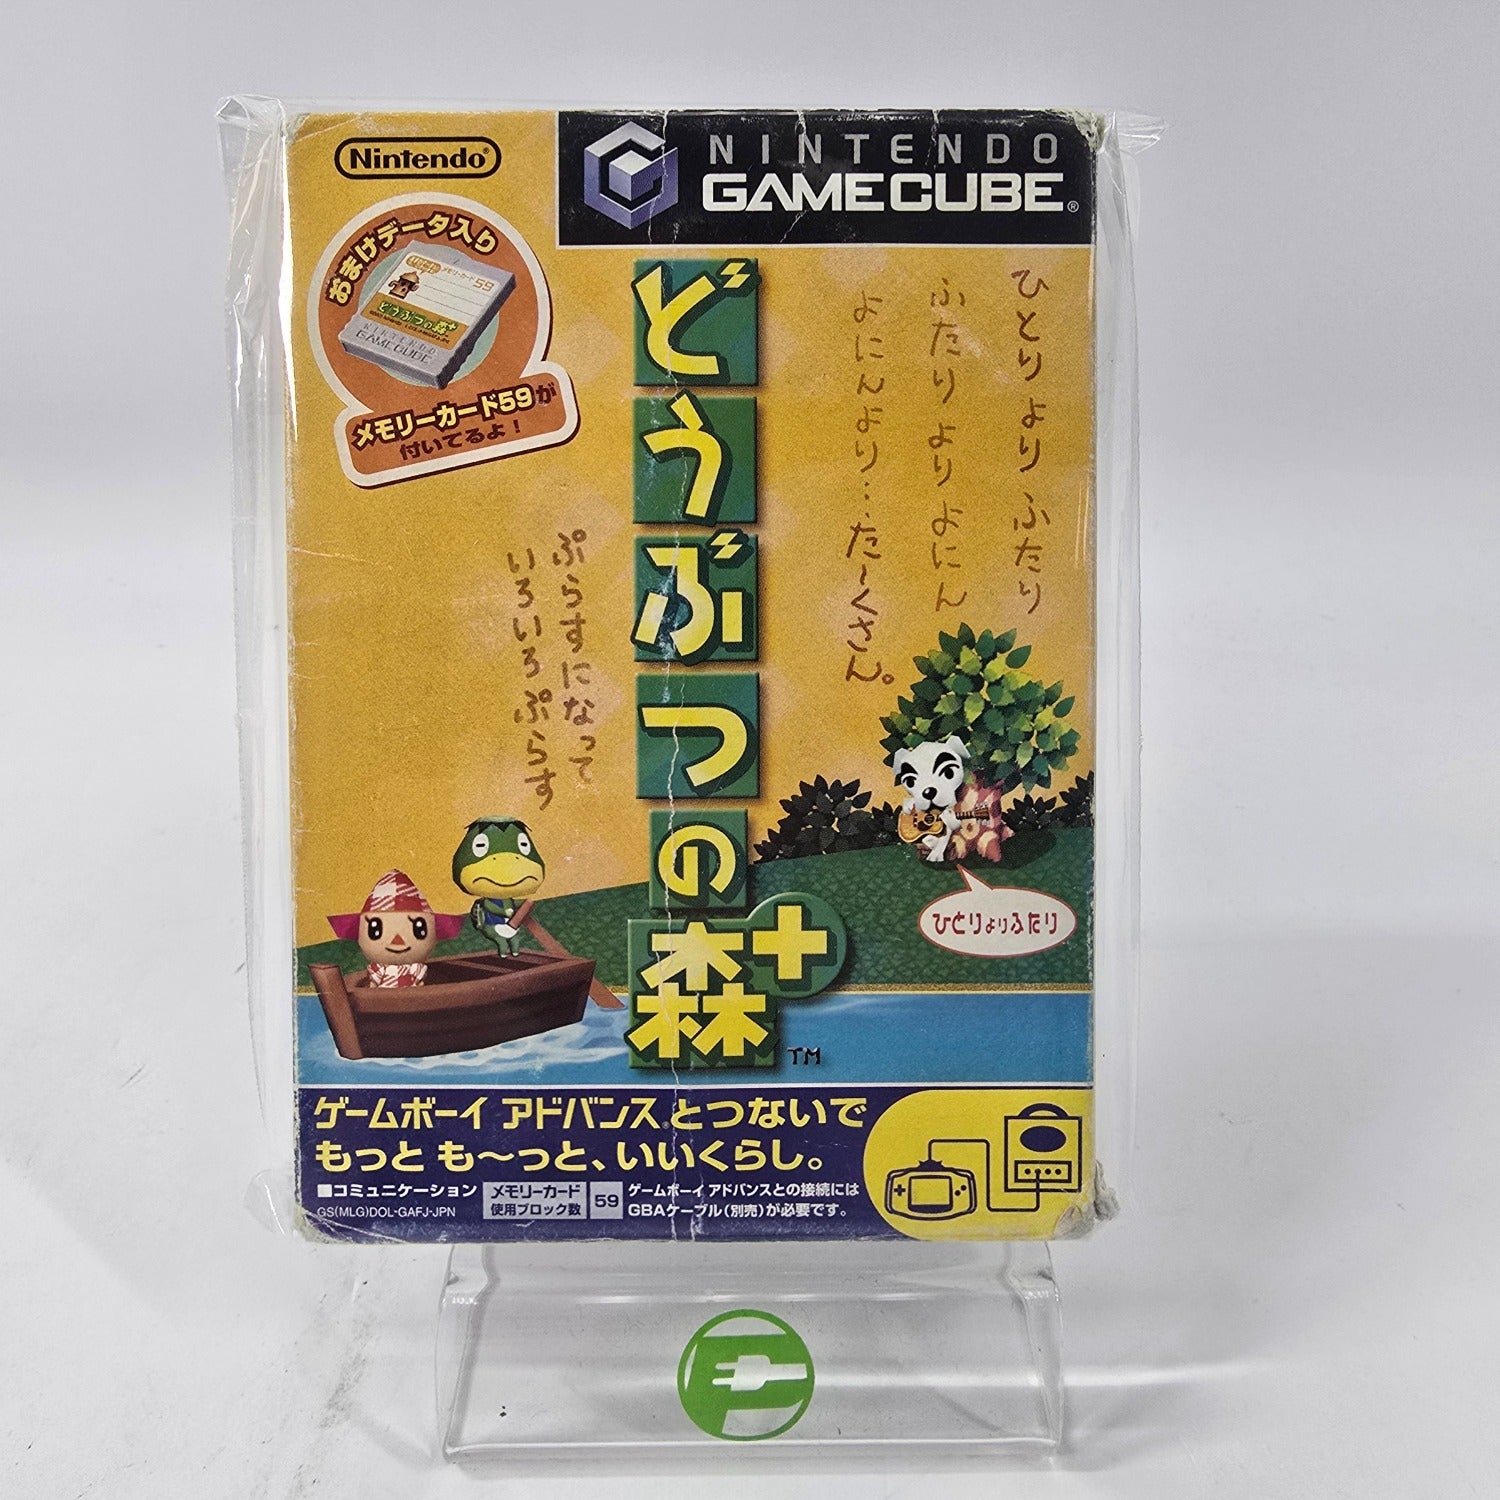 Nintendo®
NINTENDO
GAMECUBE®
おまけデータ入り
メモリーカード59
どうぶつの森+
NINTENDO
GAMECUBE
メモリーカード59が
付いてるよ!
どうぶつの森+
TM
ひとりよりふたり
ふたりよりよにん
よにんより…た~くさん。
ぷらすになって
いろいろぷらす
ひとりよりふたり
ゲームボーイ アドバンスとつないで
もっと も~っと、いいくらし。
■コミュニケーション
GS(MLG)DOL-GAFJ-JPN
メモリーカード
使用ブロック数
59
ゲームボーイ アドバンスとの接続には
GBAケーブル(別売)が必要です。